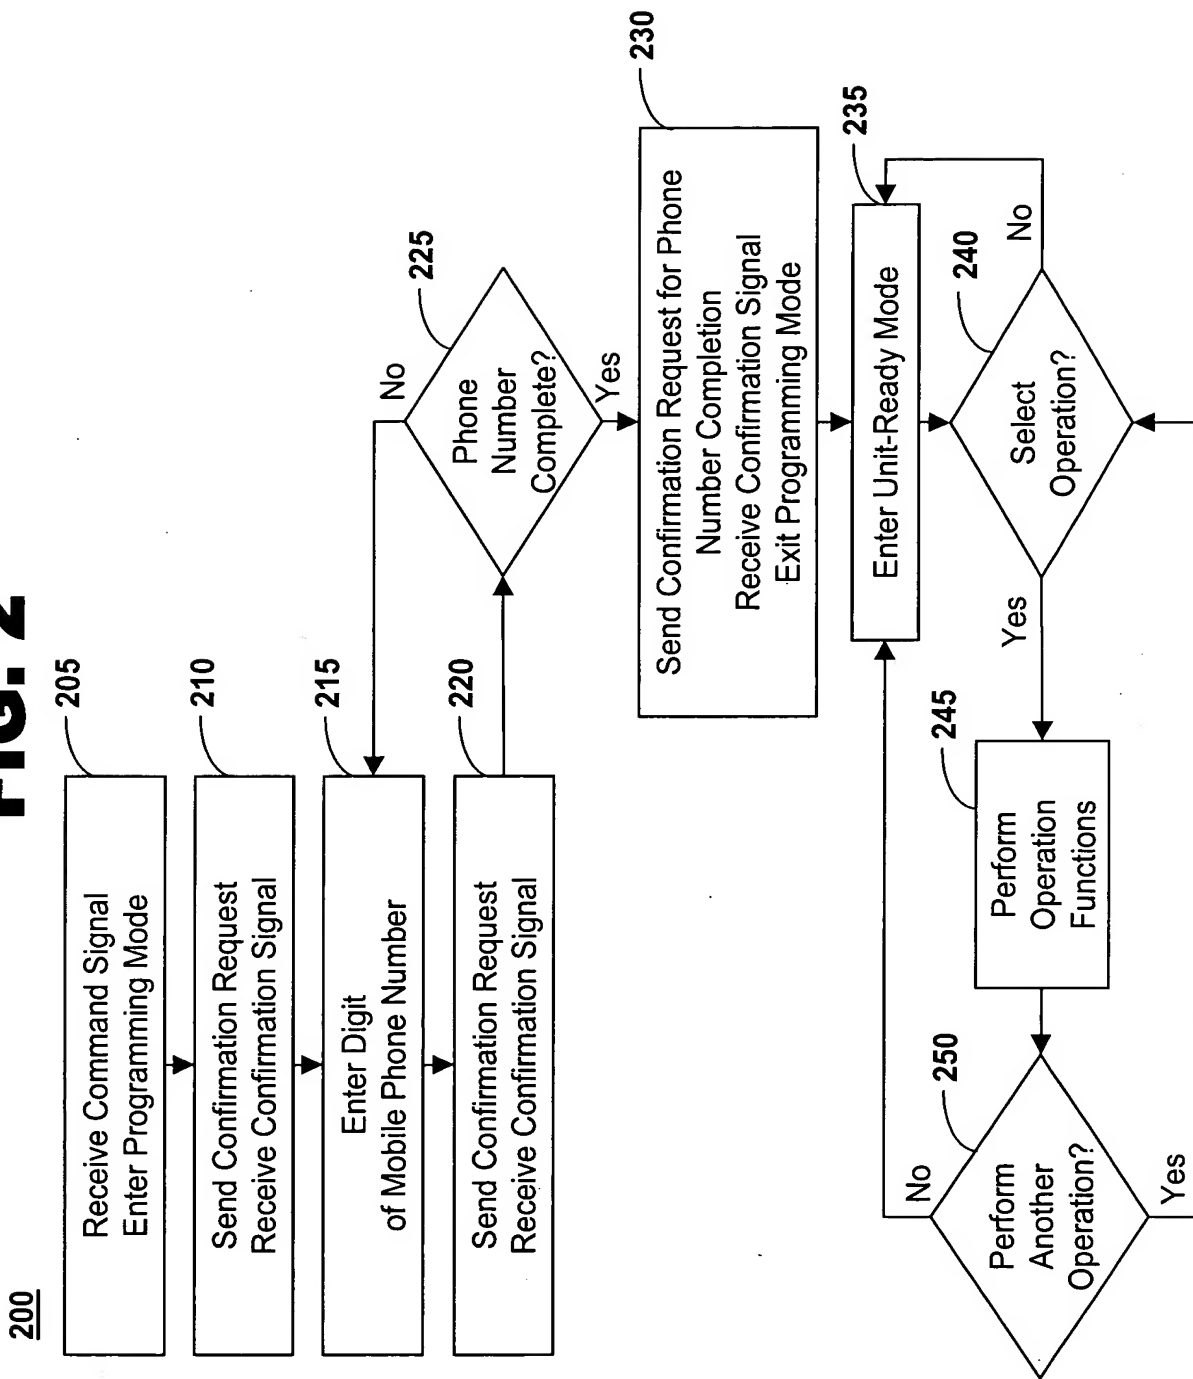 FIG. 2
200
205
Receive Command Signal
Enter Programming Mode
210
Send Confirmation Request
Receive Confirmation Signal
215
Enter Digit
of Mobile Phone Number
220
Send Confirmation Request
Receive Confirmation Signal
225
Phone
Number
Complete?
No
Yes
230
Send Confirmation Request for Phone
Number Completion
Receive Confirmation Signal
Exit Programming Mode
235
Enter Unit-Ready Mode
240
Select
Operation?
No
Yes
245
Perform
Operation
Functions
250
Perform
Another
Operation?
No
Yes